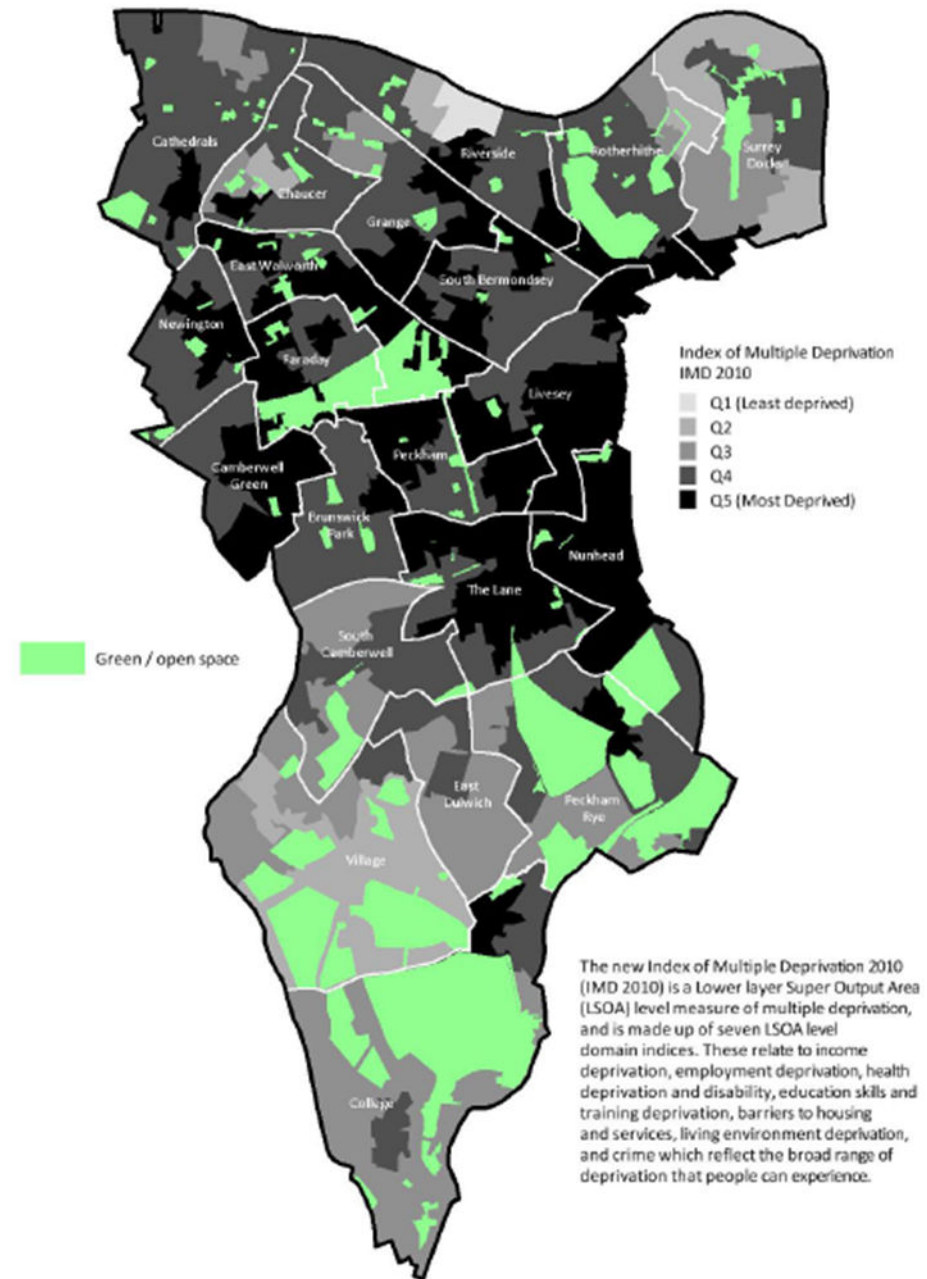 Cathedrals
Riverside
Rotherhithe
Surrey
Docks
Chaucer
Grange
East Walworth
South Bermondsey
Newington
Faraday
Livesey
Index of Multiple Deprivation
IMD 2010
Q1 (Least deprived)
Q2
Q3
Q4
Q5 (Most Deprived)
Camberwell
Green
Peckham
Brunswick
Park
Nunhead
The Lane
South
Camberwell
Green / open space
East
Dulwich
Peckham
Rye
Village
The new Index of Multiple Deprivation 2010
(IMD 2010) is a Lower layer Super Output Area
(LSOA) level measure of multiple deprivation,
and is made up of seven LSOA level
domain indices. These relate to income
deprivation, employment deprivation, health
deprivation and disability, education skills and
training deprivation, barriers to housing
and services, living environment deprivation,
and crime which reflect the broad range of
deprivation that people can experience.
College